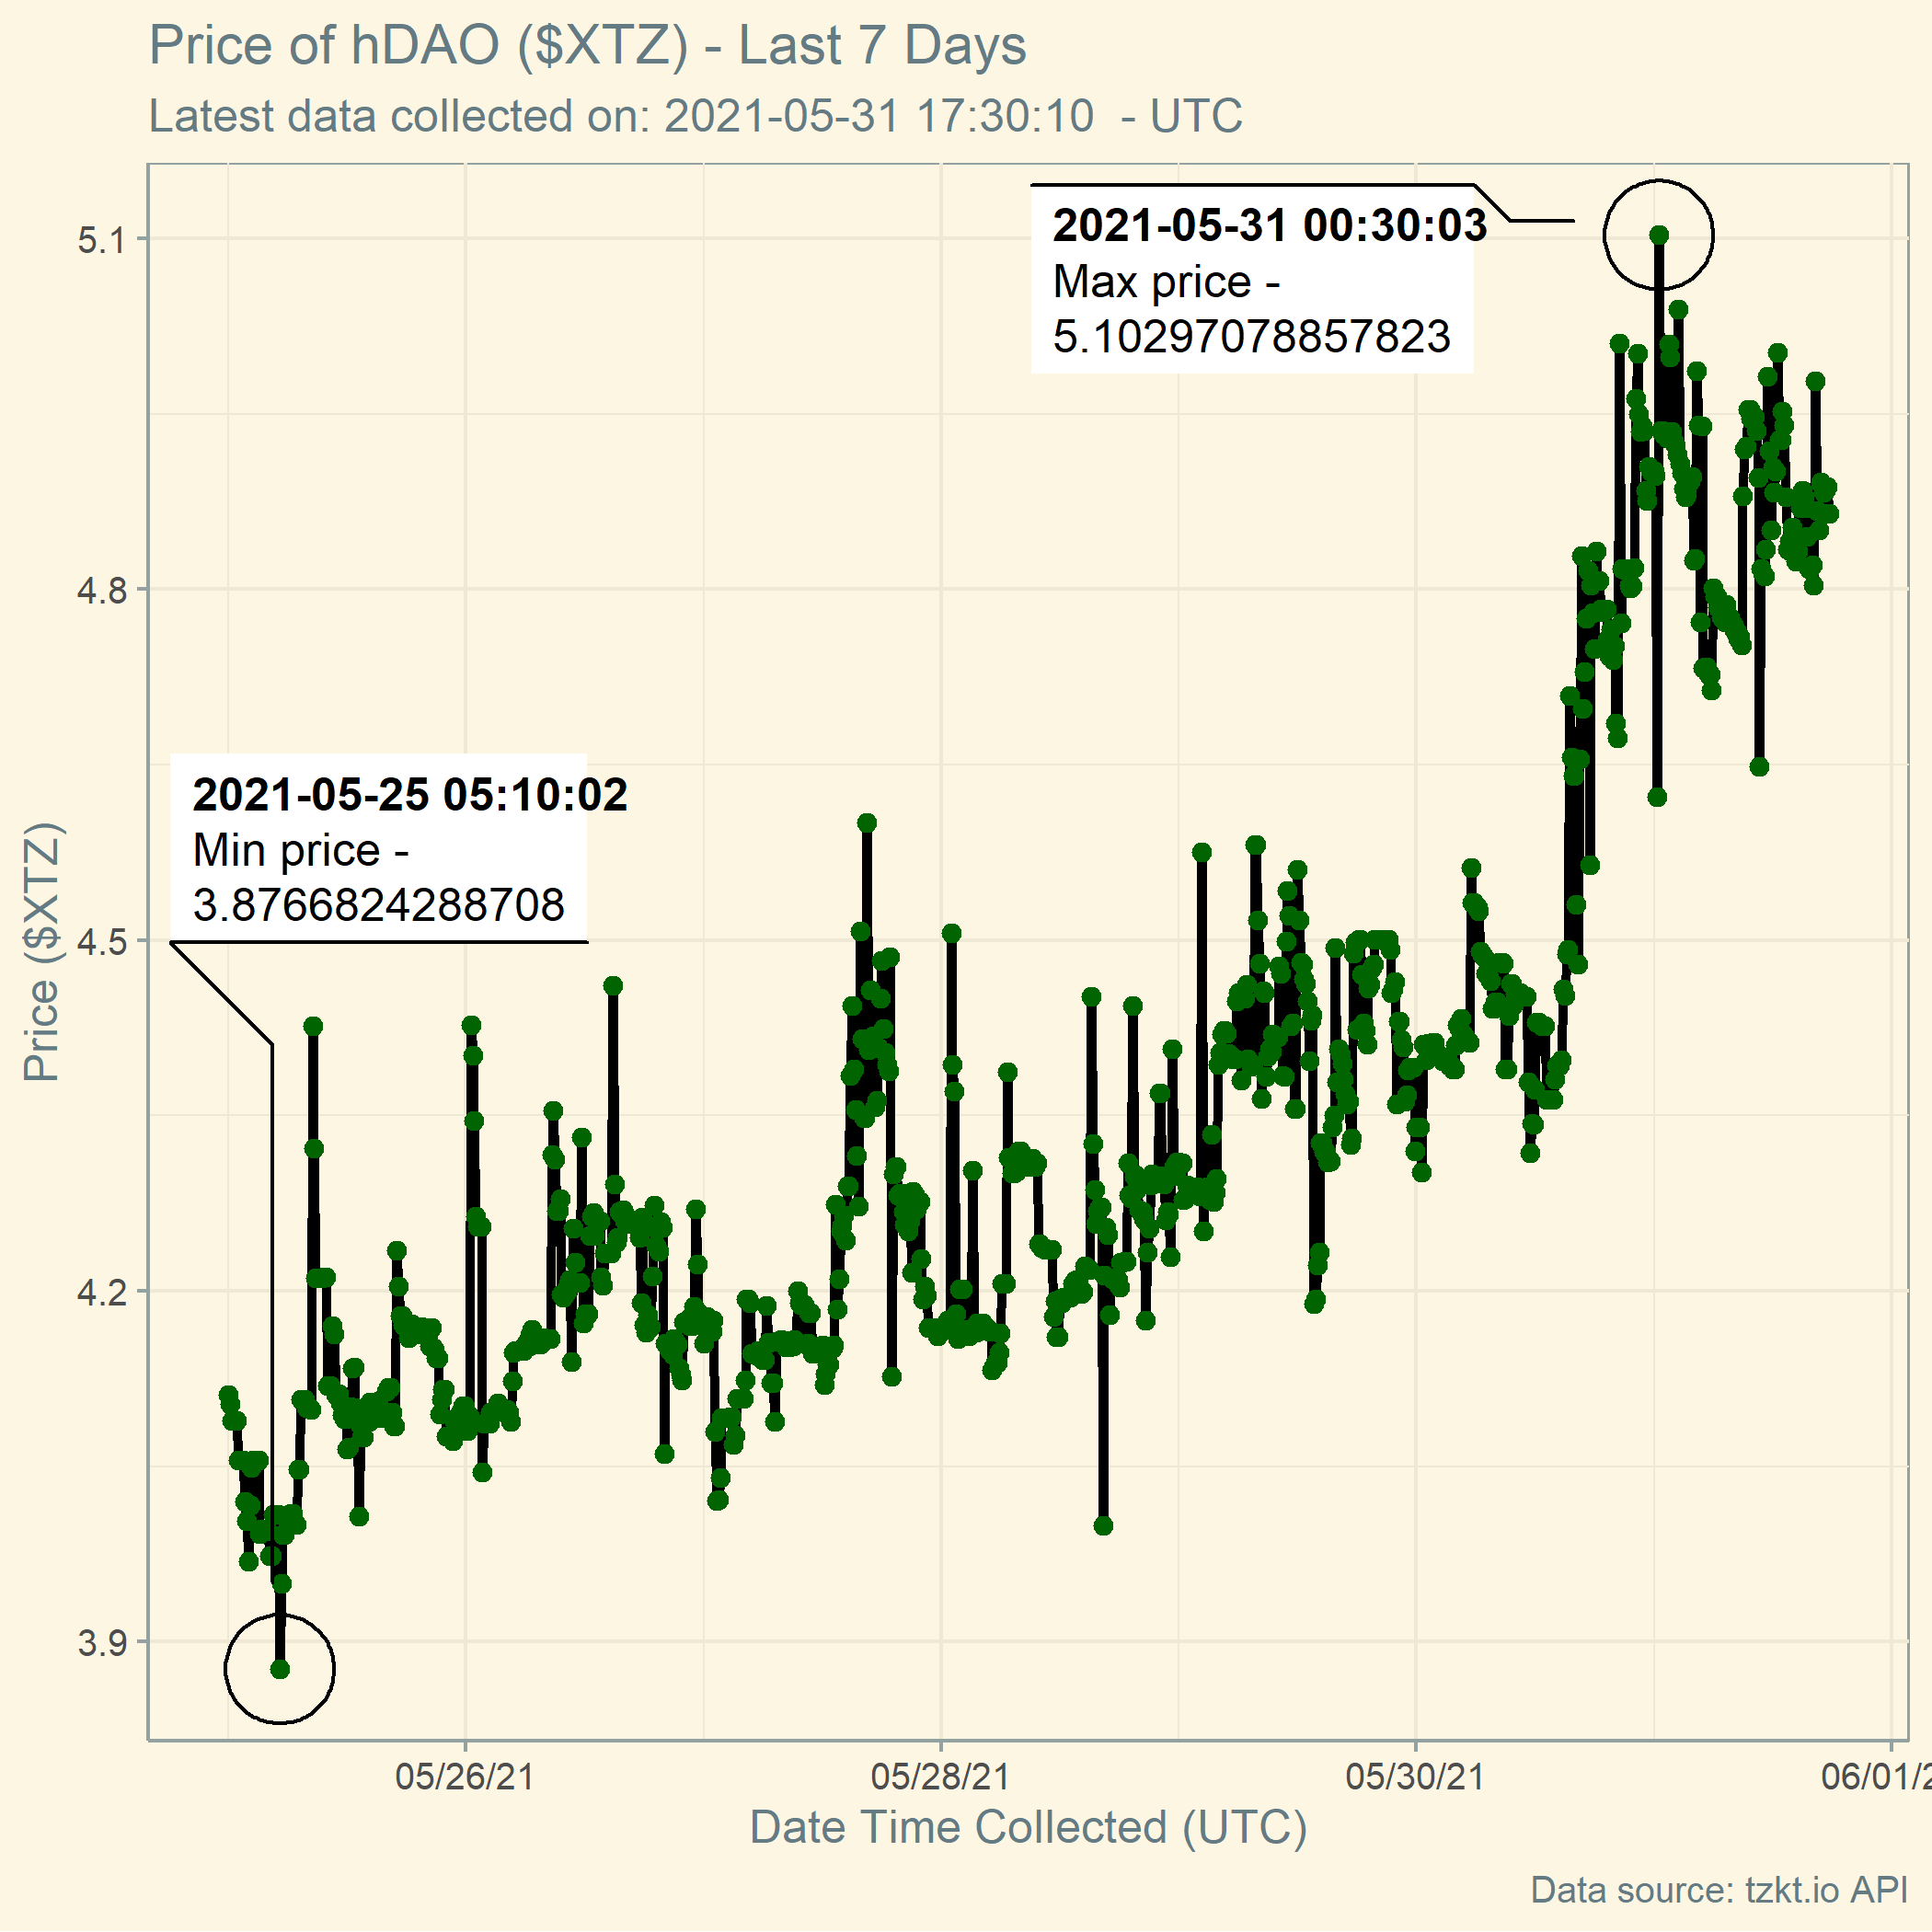 Price of hDAO ($XTZ) - Last 7 Days
Latest data collected on: 2021-05-31 17:30:10  - UTC
2021-05-31 00:30:03
Max price -
5.10297078857823
2021-05-25 05:10:02
Min price -
3.8766824288708
Price ($XTZ)
5.1
4.8
4.5
4.2
3.9
05/26/21
05/28/21
05/30/21
06/01/2
Date Time Collected (UTC)
Data source: tzkt.io API